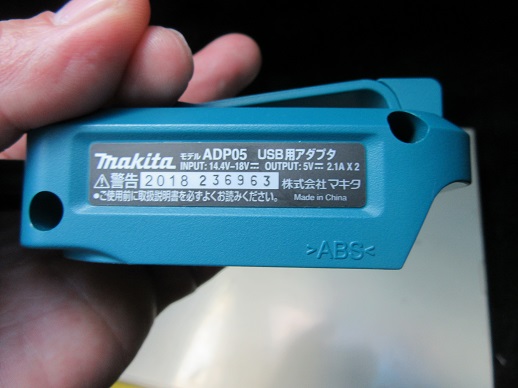 makita モデル ADP05 USB用アダプタ
INPUT: 14.4V-18V⎓ OUTPUT: 5V⎓ 2.1A X 2
⚠警告 2018 236963 株式会社 マキタ
●ご使用前に取扱説明書を必ずよくお読みください。 Made in China
>ABS<